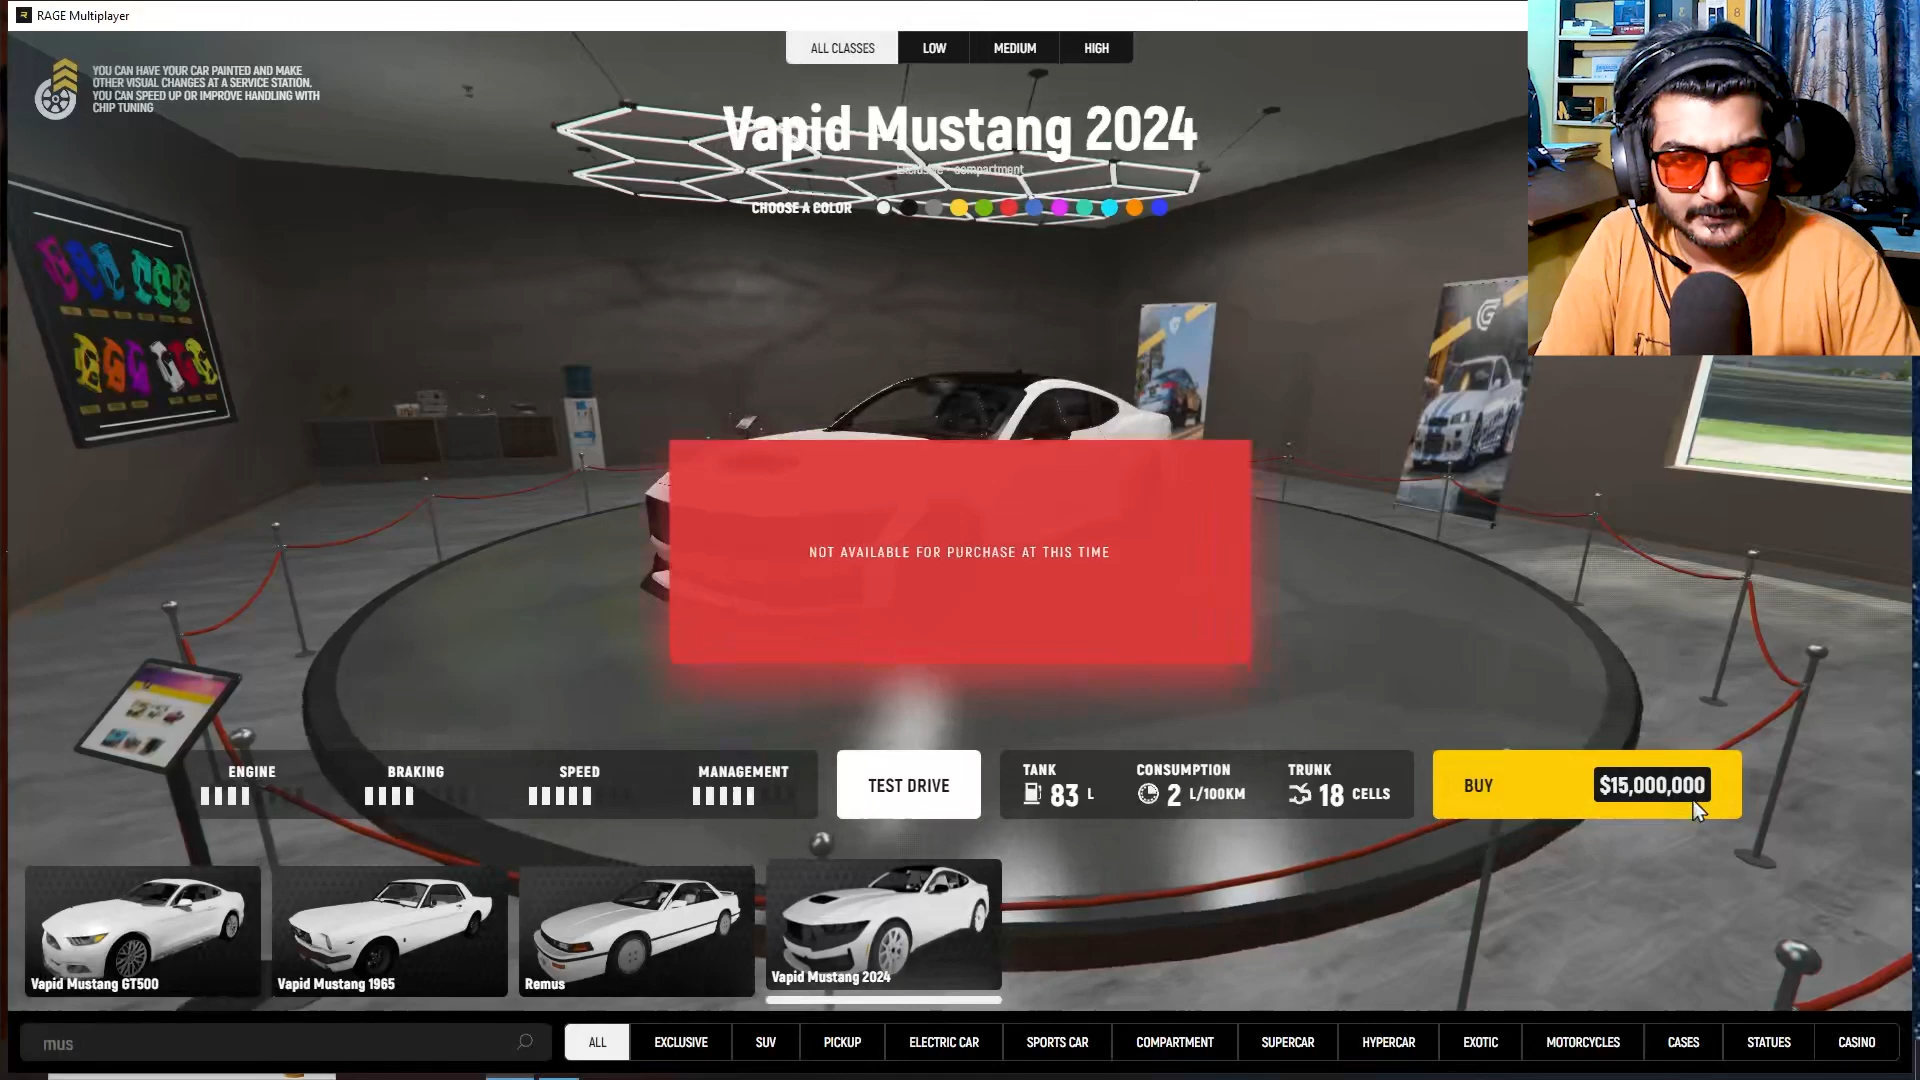 RAGE Multiplayer
ALL CLASSES
LOW
MEDIUM
HIGH
YOU CAN HAVE YOUR CAR PAINTED AND MAKE
OTHER VISUAL CHANGES AT A SERVICE STATION.
YOU CAN SPEED UP OR IMPROVE HANDLING WITH
CHIP TUNING
Vapid Mustang 2024
Exclusive - compartment
CHOOSE A COLOR
NOT AVAILABLE FOR PURCHASE AT THIS TIME
ENGINE
BRAKING
SPEED
MANAGEMENT
TEST DRIVE
TANK
83 L
CONSUMPTION
2 L/100KM
TRUNK
18 CELLS
BUY
$15,000,000
Vapid Mustang GT500
Vapid Mustang 1965
Remus
Vapid Mustang 2024
mus
ALL
EXCLUSIVE
SUV
PICKUP
ELECTRIC CAR
SPORTS CAR
COMPARTMENT
SUPERCAR
HYPERCAR
EXOTIC
MOTORCYCLES
CASES
STATUES
CASINO